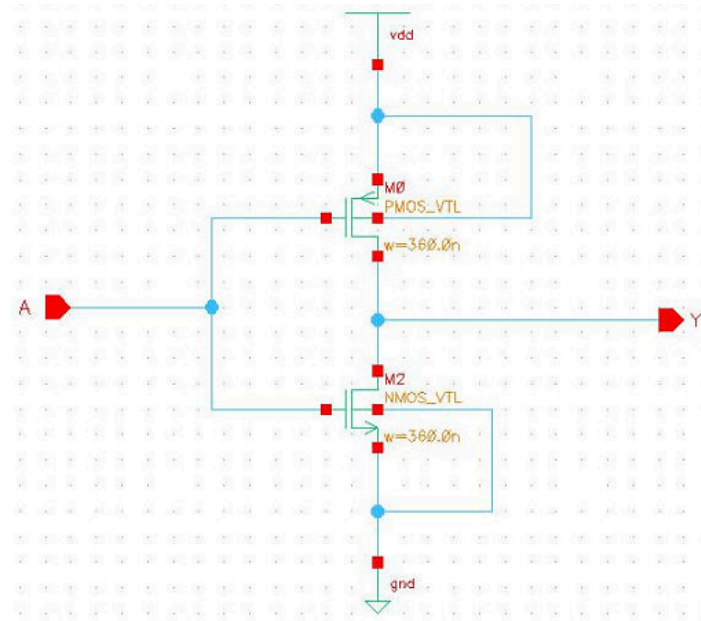 vdd
M0
PMOS_VTL
w=360.0n
A
Y
M2
NMOS_VTL
w=360.0n
gnd